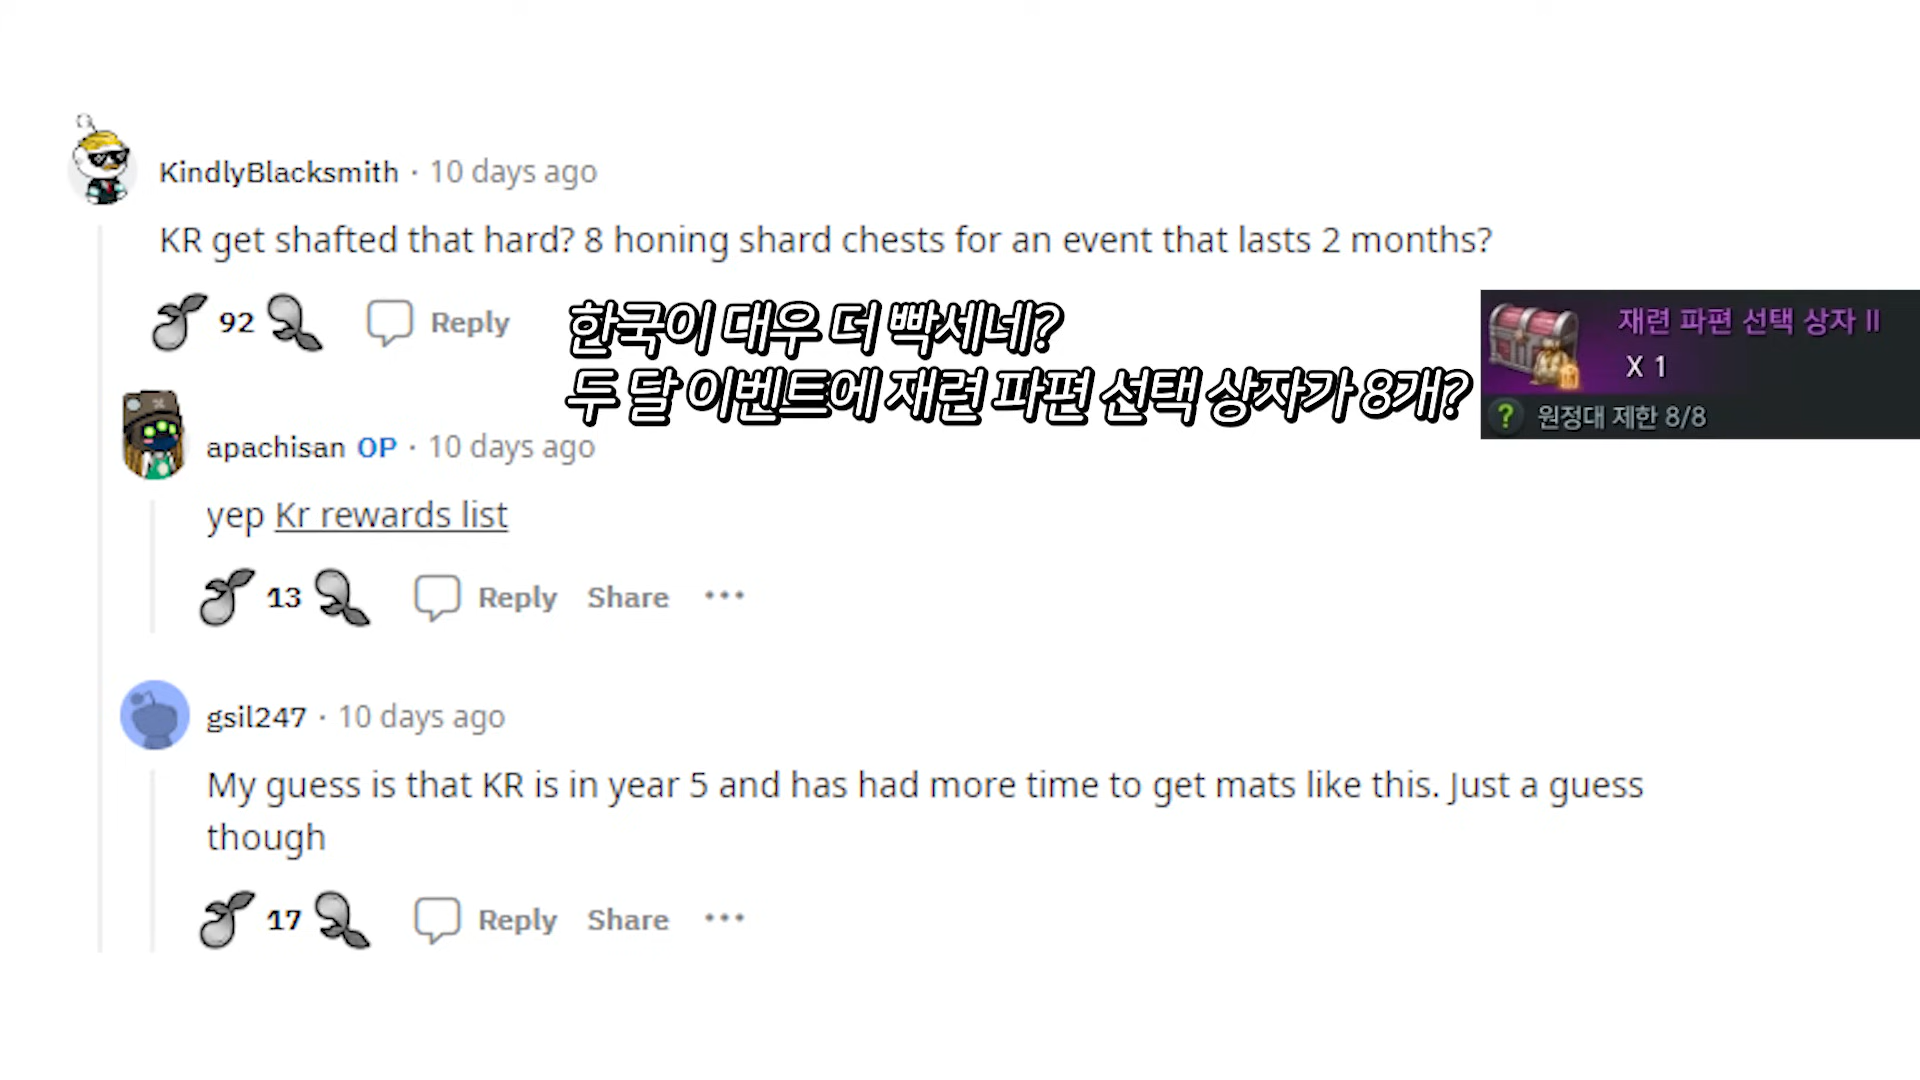 KindlyBlacksmith · 10 days ago
KR get shafted that hard? 8 honing shard chests for an event that lasts 2 months?
92 Reply
한국이 대우 더 빡세네?
두 달 이벤트에 재련 파편 선택 상자가 8개?
재련 파편 선택 상자 II
X 1
? 원정대 제한 8/8
apachisan OP · 10 days ago
yep Kr rewards list
13 Reply Share ···
gsil247 · 10 days ago
My guess is that KR is in year 5 and has had more time to get mats like this. Just a guess
though
17 Reply Share ···